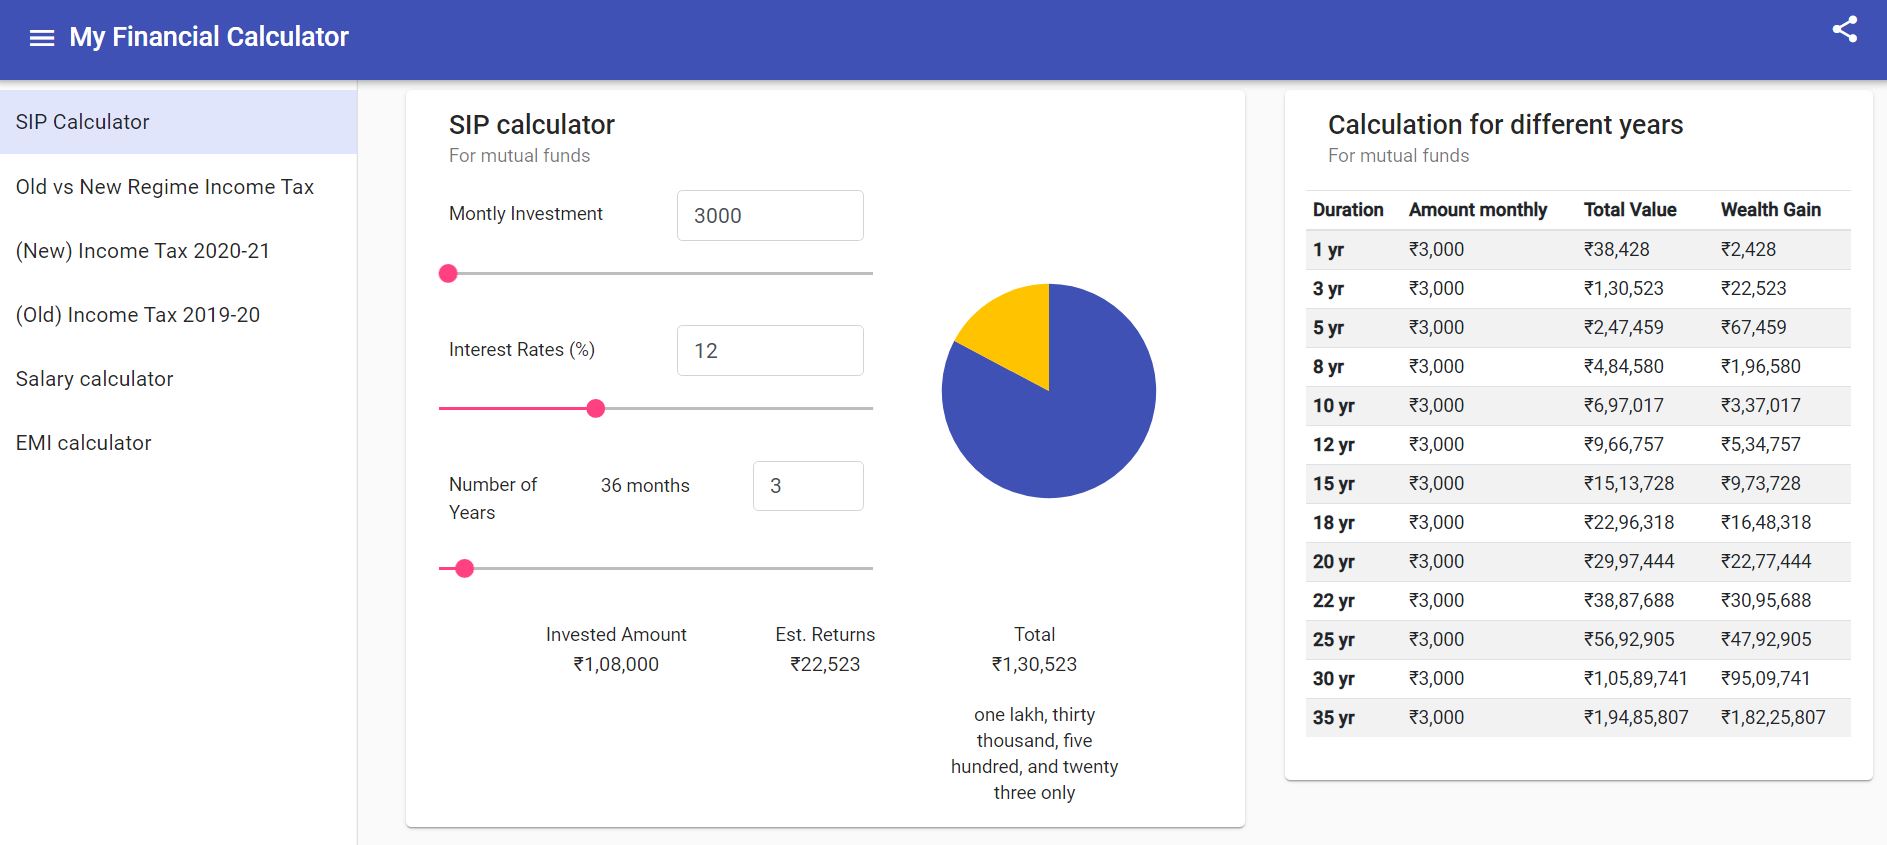 My Financial Calculator
SIP Calculator
Old vs New Regime Income Tax
(New) Income Tax 2020-21
(Old) Income Tax 2019-20
Salary calculator
EMI calculator
SIP calculator
For mutual funds
Montly Investment 3000
Interest Rates (%) 12
Number of 36 months 3
Years
Invested Amount Est. Returns Total
₹1,08,000 ₹22,523 ₹1,30,523
one lakh, thirty
thousand, five
hundred, and twenty
three only
Calculation for different years
For mutual funds
Duration Amount monthly Total Value Wealth Gain
1 yr ₹3,000 ₹38,428 ₹2,428
3 yr ₹3,000 ₹1,30,523 ₹22,523
5 yr ₹3,000 ₹2,47,459 ₹67,459
8 yr ₹3,000 ₹4,84,580 ₹1,96,580
10 yr ₹3,000 ₹6,97,017 ₹3,37,017
12 yr ₹3,000 ₹9,66,757 ₹5,34,757
15 yr ₹3,000 ₹15,13,728 ₹9,73,728
18 yr ₹3,000 ₹22,96,318 ₹16,48,318
20 yr ₹3,000 ₹29,97,444 ₹22,77,444
22 yr ₹3,000 ₹38,87,688 ₹30,95,688
25 yr ₹3,000 ₹56,92,905 ₹47,92,905
30 yr ₹3,000 ₹1,05,89,741 ₹95,09,741
35 yr ₹3,000 ₹1,94,85,807 ₹1,82,25,807